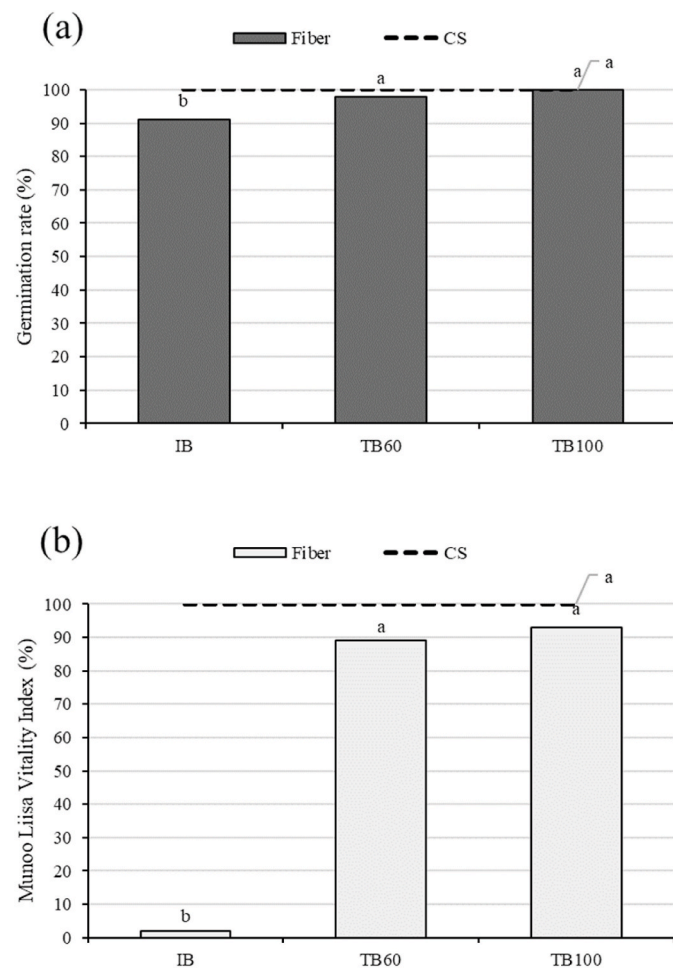 (a)
Fiber CS
a
b a a
100
90
80
70
60
50
40
30
20
10
0
Germination rate (%)
IB TB60 TB100
(b)
Fiber CS
a
100
90
80
70
60
50
40
30
20
10
0
a
a
b
Munoo Liisa Vitality Index (%)
IB TB60 TB100